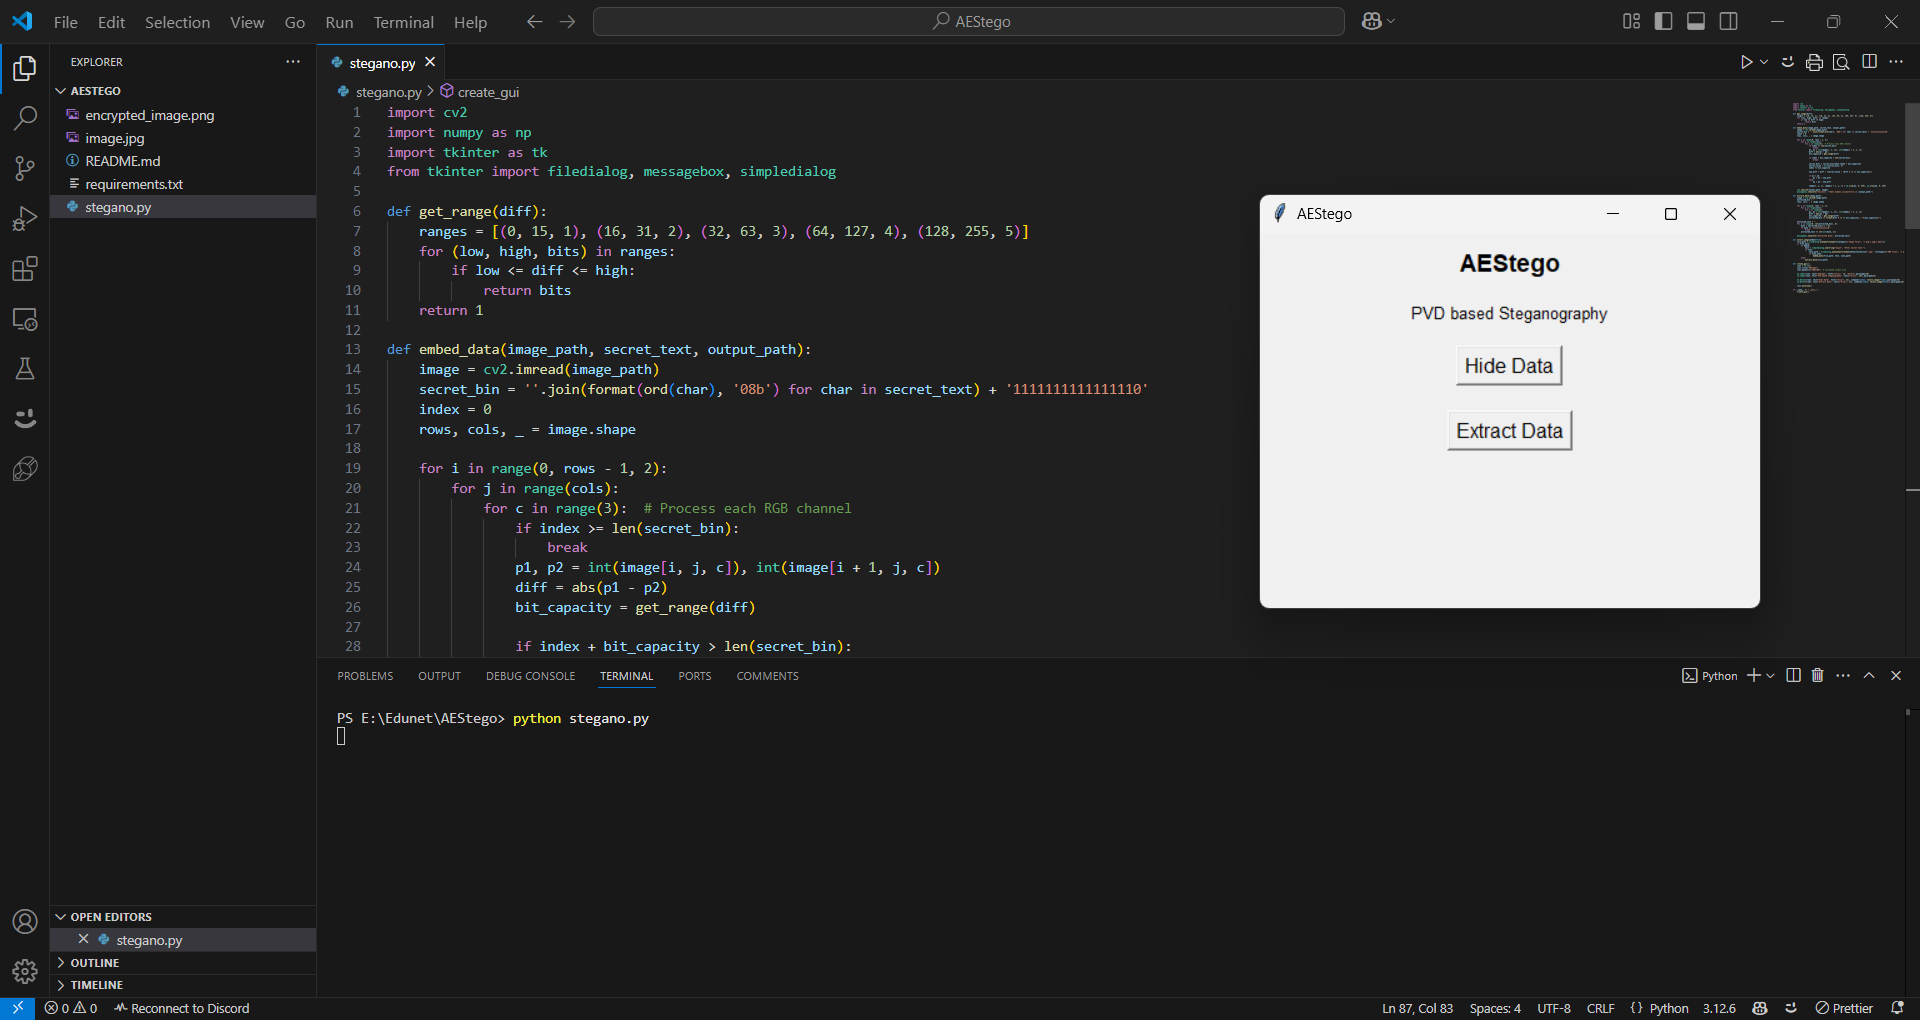 File Edit Selection View Go Run Terminal Help
AEStego
EXPLORER
AESTEGO
encrypted_image.png
image.jpg
README.md
requirements.txt
stegano.py
stegano.py
stegano.py > create_gui
1 import cv2
2 import numpy as np
3 import tkinter as tk
4 from tkinter import filedialog, messagebox, simpledialog
5
6 def get_range(diff):
7 ranges = [(0, 15, 1), (16, 31, 2), (32, 63, 3), (64, 127, 4), (128, 255, 5)]
8 for (low, high, bits) in ranges:
9 if low <= diff <= high:
10 return bits
11 return 1
12
13 def embed_data(image_path, secret_text, output_path):
14 image = cv2.imread(image_path)
15 secret_bin = ''.join(format(ord(char), '08b') for char in secret_text) + '1111111111111110'
16 index = 0
17 rows, cols, _ = image.shape
18
19 for i in range(0, rows - 1, 2):
20 for j in range(cols):
21 for c in range(3): # Process each RGB channel
22 if index >= len(secret_bin):
23 break
24 p1, p2 = int(image[i, j, c]), int(image[i + 1, j, c])
25 diff = abs(p1 - p2)
26 bit_capacity = get_range(diff)
27
28 if index + bit_capacity > len(secret_bin):
AEStego
AEStego
PVD based Steganography
Hide Data
Extract Data
PROBLEMS OUTPUT DEBUG CONSOLE TERMINAL PORTS COMMENTS
Python
PS E:\Edunet\AEStego> python stegano.py
OPEN EDITORS
stegano.py
OUTLINE
TIMELINE
0 0 Reconnect to Discord
Ln 87, Col 83 Spaces: 4 UTF-8 CRLF {} Python 3.12.6 Prettier